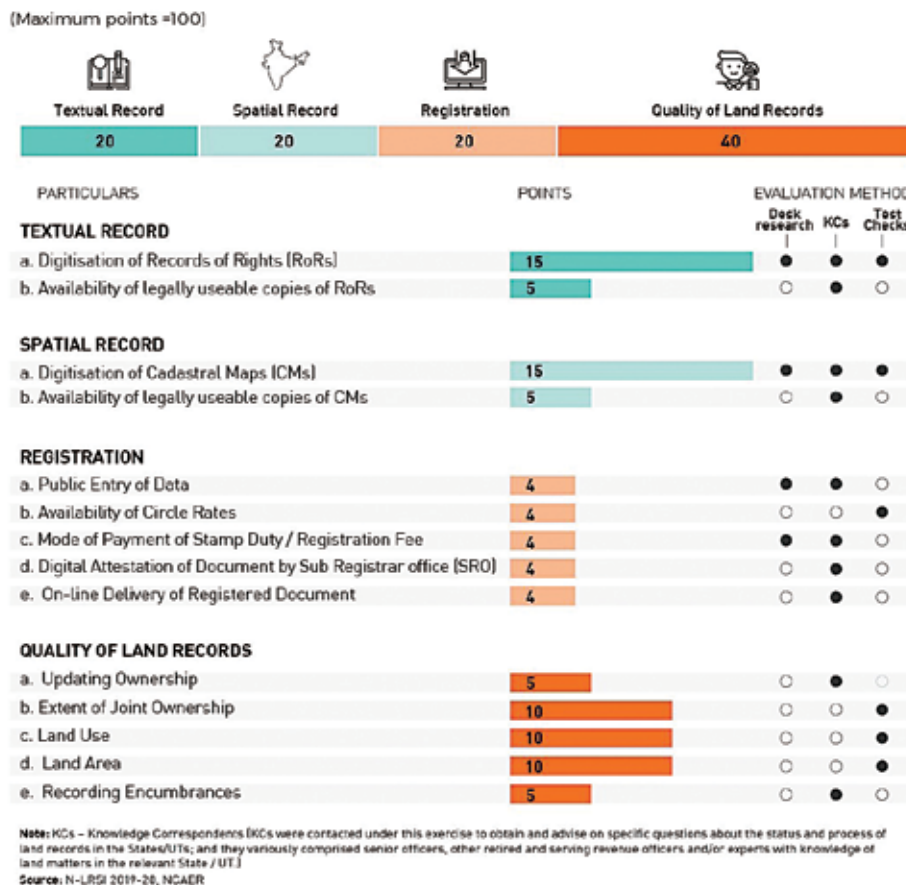 (Maximum points =100)
Textual Record Spatial Record Registration Quality of Land Records
20 20 20 40
PARTICULARS POINTS EVALUATION METHOD
Desk research KCs Test Checks
TEXTUAL RECORD
a. Digitisation of Records of Rights (RoRs) 15
b. Availability of legally useable copies of RoRs 5
SPATIAL RECORD
a. Digitisation of Cadastral Maps (CMs) 15
b. Availability of legally useable copies of CMs 5
REGISTRATION
a. Public Entry of Data 4
b. Availability of Circle Rates 4
c. Mode of Payment of Stamp Duty / Registration Fee 4
d. Digital Attestation of Document by Sub Registrar office (SRO) 4
e. On-line Delivery of Registered Document 4
QUALITY OF LAND RECORDS
a. Updating Ownership 5
b. Extent of Joint Ownership 10
c. Land Use 10
d. Land Area 10
e. Recording Encumbrances 5
Note: KCs – Knowledge Correspondents (KCs were contacted under this exercise to obtain and advise on specific questions about the status and process of
land records in the States/UTs; and they variously comprised senior officers, other retired and serving revenue officers and/or experts with knowledge of
land matters in the relevant State / UT.)
Source: N-LRSI 2019-20, NCAER